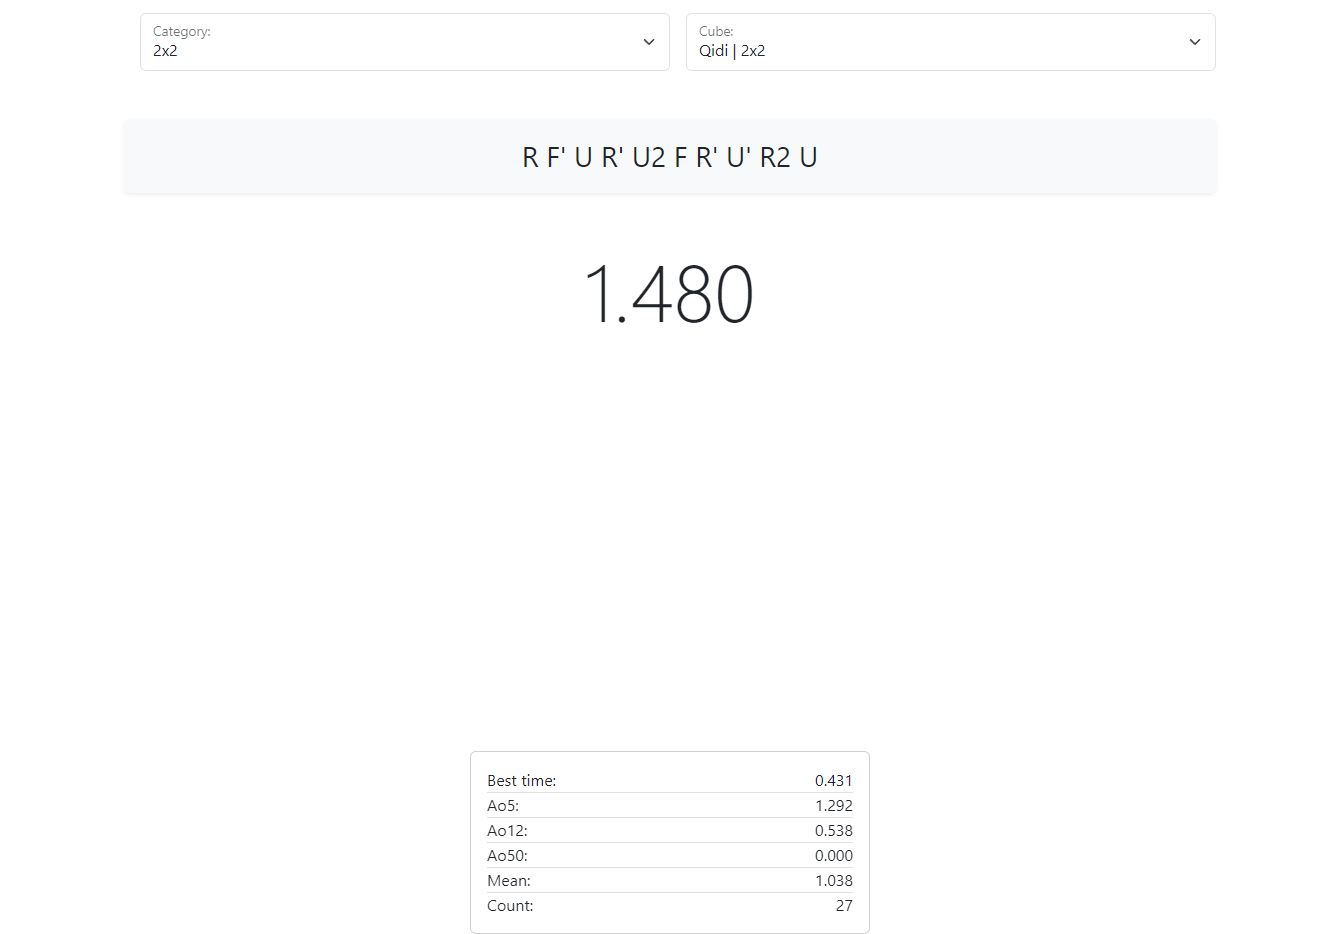 Category:
2x2
Cube:
Qidi | 2x2
R F' U R' U2 F R' U' R2 U
1.480
Best time: 0.431
Ao5: 1.292
Ao12: 0.538
Ao50: 0.000
Mean: 1.038
Count: 27